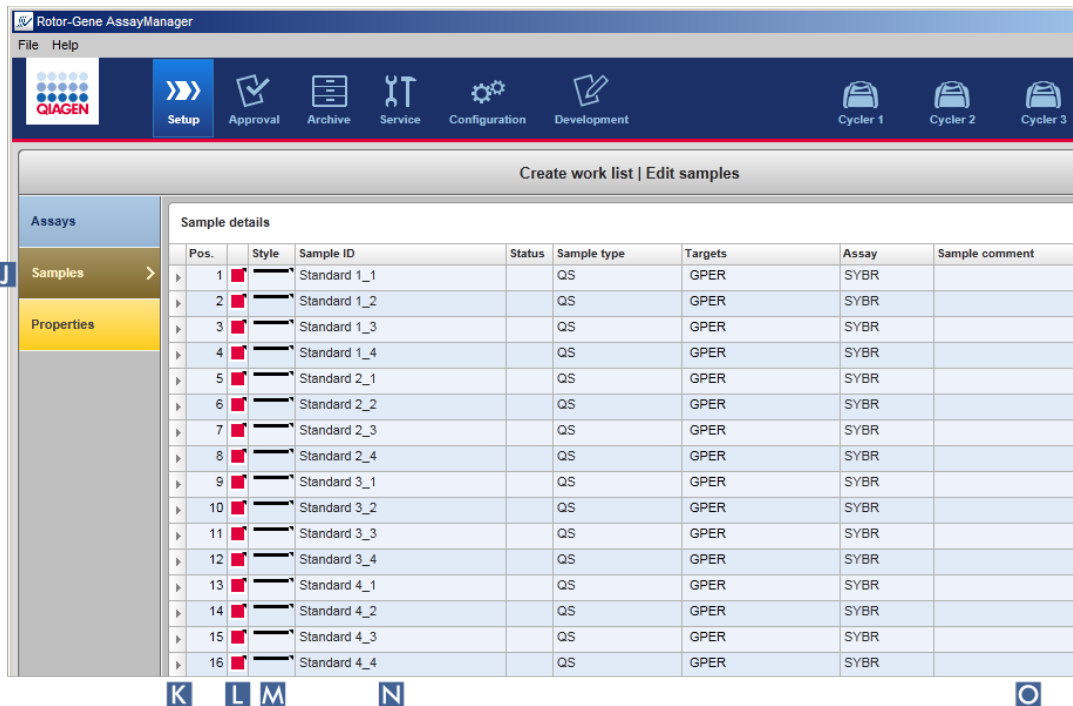 Rotor-Gene AssayManager
File Help
QIAGEN
Setup Approval Archive Service Configuration Development Cycler 1 Cycler 2 Cycler 3
Create work list | Edit samples
Assays
Samples
Properties
Sample details
Pos. Style Sample ID Status Sample type Targets Assay Sample comment
1 Standard 1_1 QS GPER SYBR
2 Standard 1_2 QS GPER SYBR
3 Standard 1_3 QS GPER SYBR
4 Standard 1_4 QS GPER SYBR
5 Standard 2_1 QS GPER SYBR
6 Standard 2_2 QS GPER SYBR
7 Standard 2_3 QS GPER SYBR
8 Standard 2_4 QS GPER SYBR
9 Standard 3_1 QS GPER SYBR
10 Standard 3_2 QS GPER SYBR
11 Standard 3_3 QS GPER SYBR
12 Standard 3_4 QS GPER SYBR
13 Standard 4_1 QS GPER SYBR
14 Standard 4_2 QS GPER SYBR
15 Standard 4_3 QS GPER SYBR
16 Standard 4_4 QS GPER SYBR
J
K L M N O